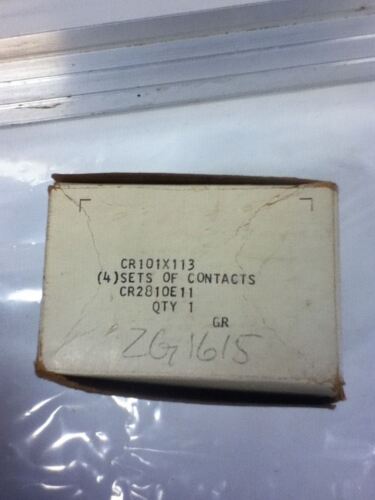 CR101X113
(4)SETS OF CONTACTS
CR2810E11
QTY 1
GR
ZG1615